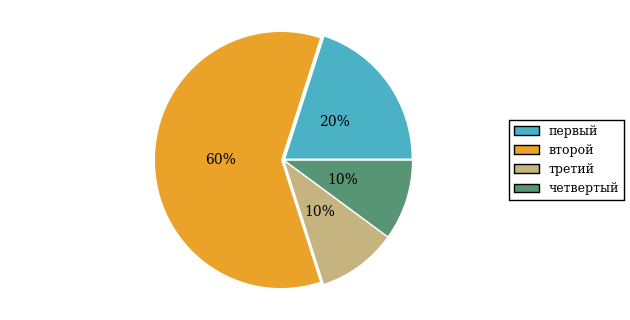 20%
60%
10%
10%
первый
второй
третий
четвертый